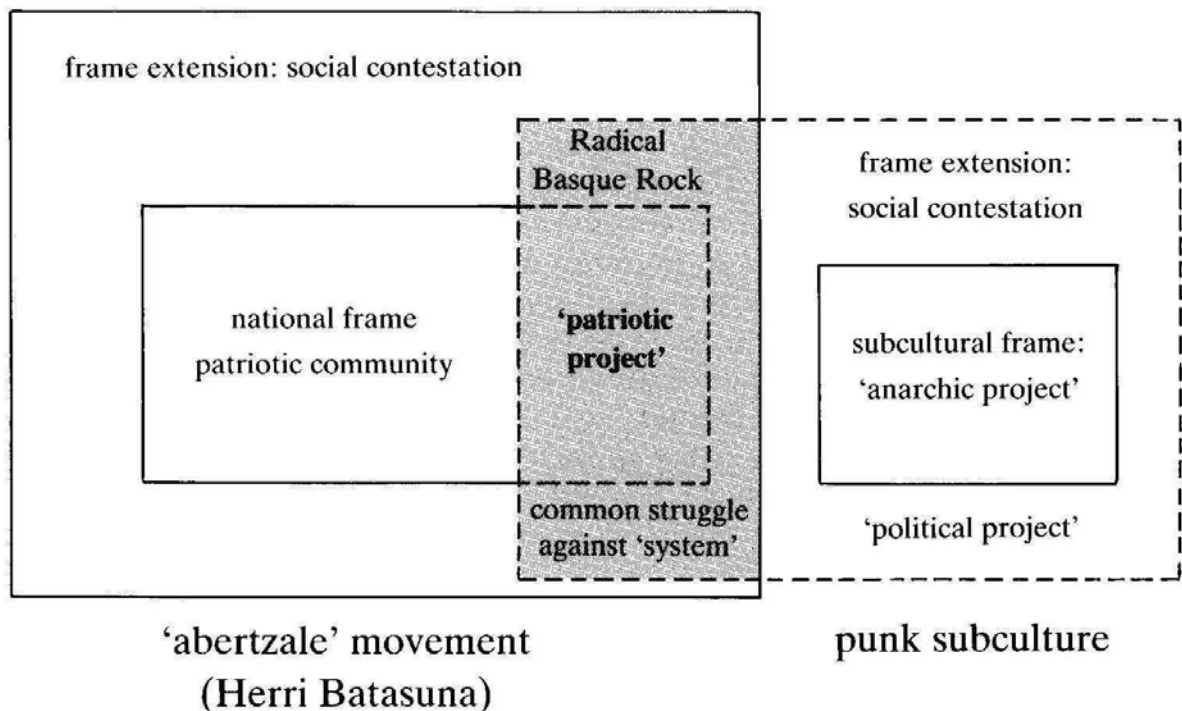 frame extension: social contestation
Radical
Basque Rock
frame extension:
social contestation
national frame
patriotic community
‘patriotic
project’
subcultural frame:
‘anarchic project’
common struggle
against ‘system’
‘political project’
‘abertzale’ movement
(Herri Batasuna)
punk subculture